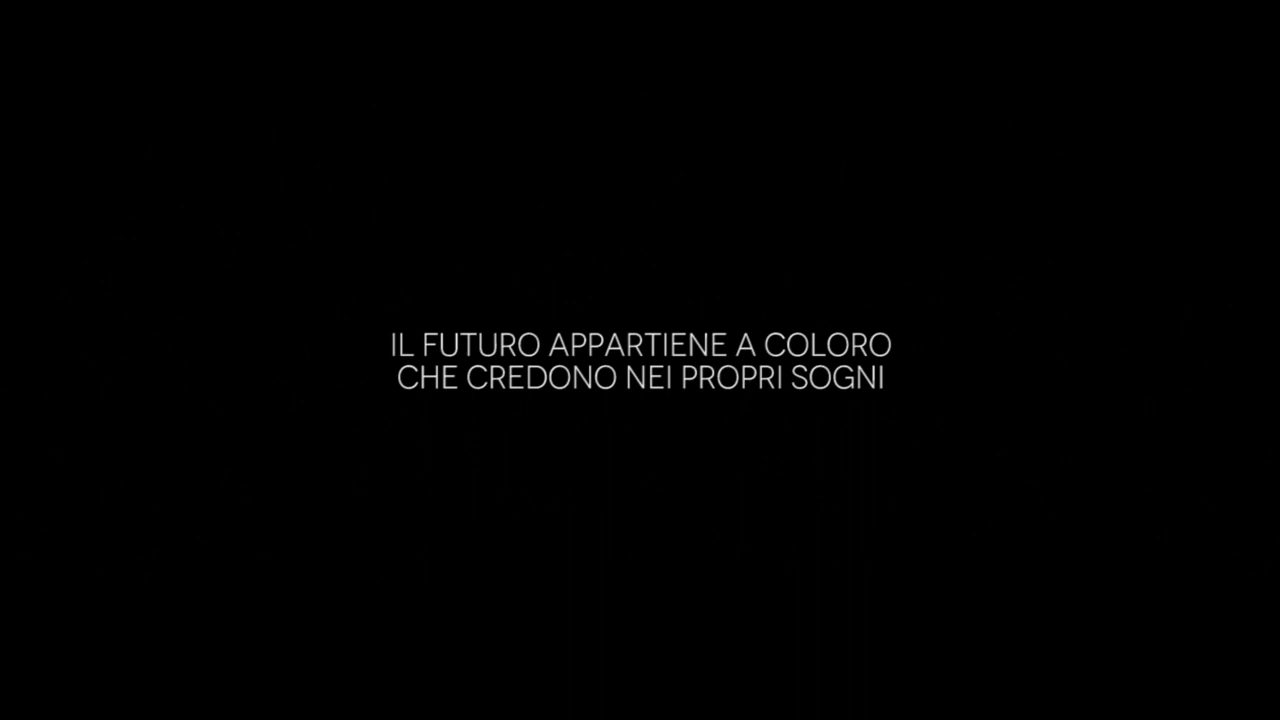 IL FUTURO APPARTIENE A COLORO
CHE CREDONO NEI PROPRI SOGNI